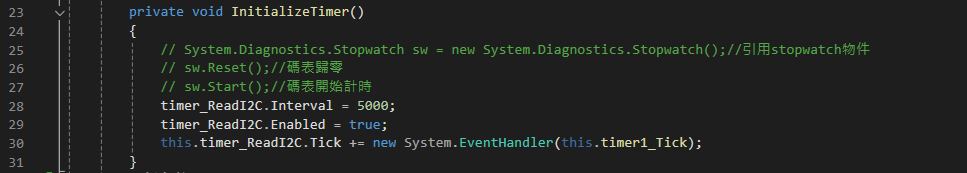 23 private void InitializeTimer()
24 {
25 // System.Diagnostics.Stopwatch sw = new System.Diagnostics.Stopwatch();//引用stopwatch物件
26 // sw.Reset();//碼表歸零
27 // sw.Start();//碼表開始計時
28 timer_ReadI2C.Interval = 5000;
29 timer_ReadI2C.Enabled = true;
30 this.timer_ReadI2C.Tick += new System.EventHandler(this.timer1_Tick);
31 }